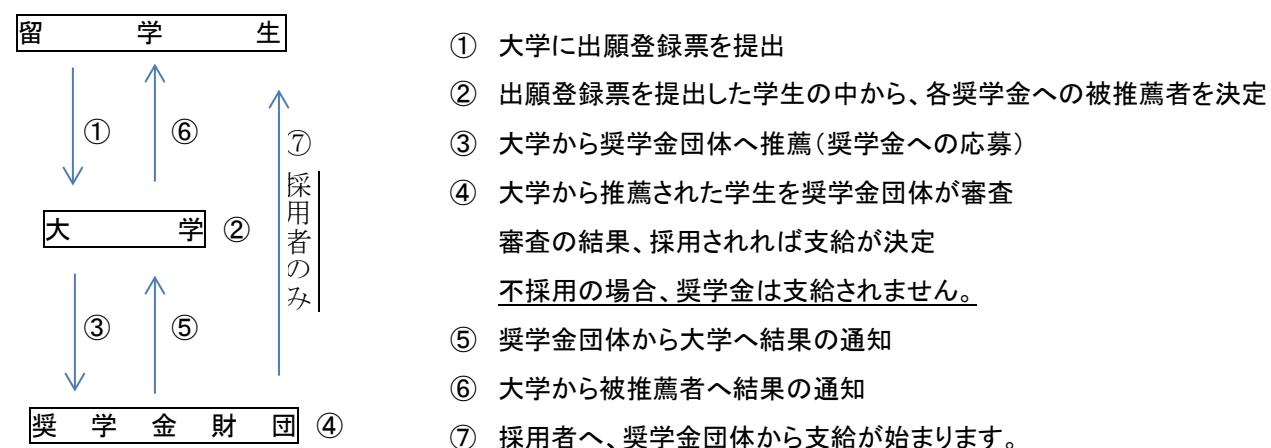 留学生
① ⑥
⑦ 採用者のみ
大学 ②
③ ⑤
奨学金財団 ④
① 大学に出願登録票を提出
② 出願登録票を提出した学生の中から、各奨学金への被推薦者を決定
③ 大学から奨学金団体へ推薦(奨学金への応募)
④ 大学から推薦された学生を奨学金団体が審査
審査の結果、採用されれば支給が決定
不採用の場合、奨学金は支給されません。
⑤ 奨学金団体から大学へ結果の通知
⑥ 大学から被推薦者へ結果の通知
⑦ 採用者へ、奨学金団体から支給が始まります。